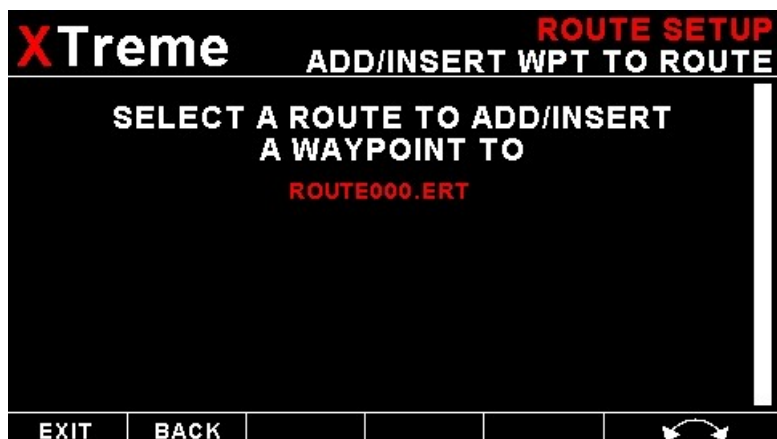 XTreme
ROUTE SETUP
ADD/INSERT WPT TO ROUTE
SELECT A ROUTE TO ADD/INSERT
A WAYPOINT TO
ROUTE000.ERT
EXIT BACK